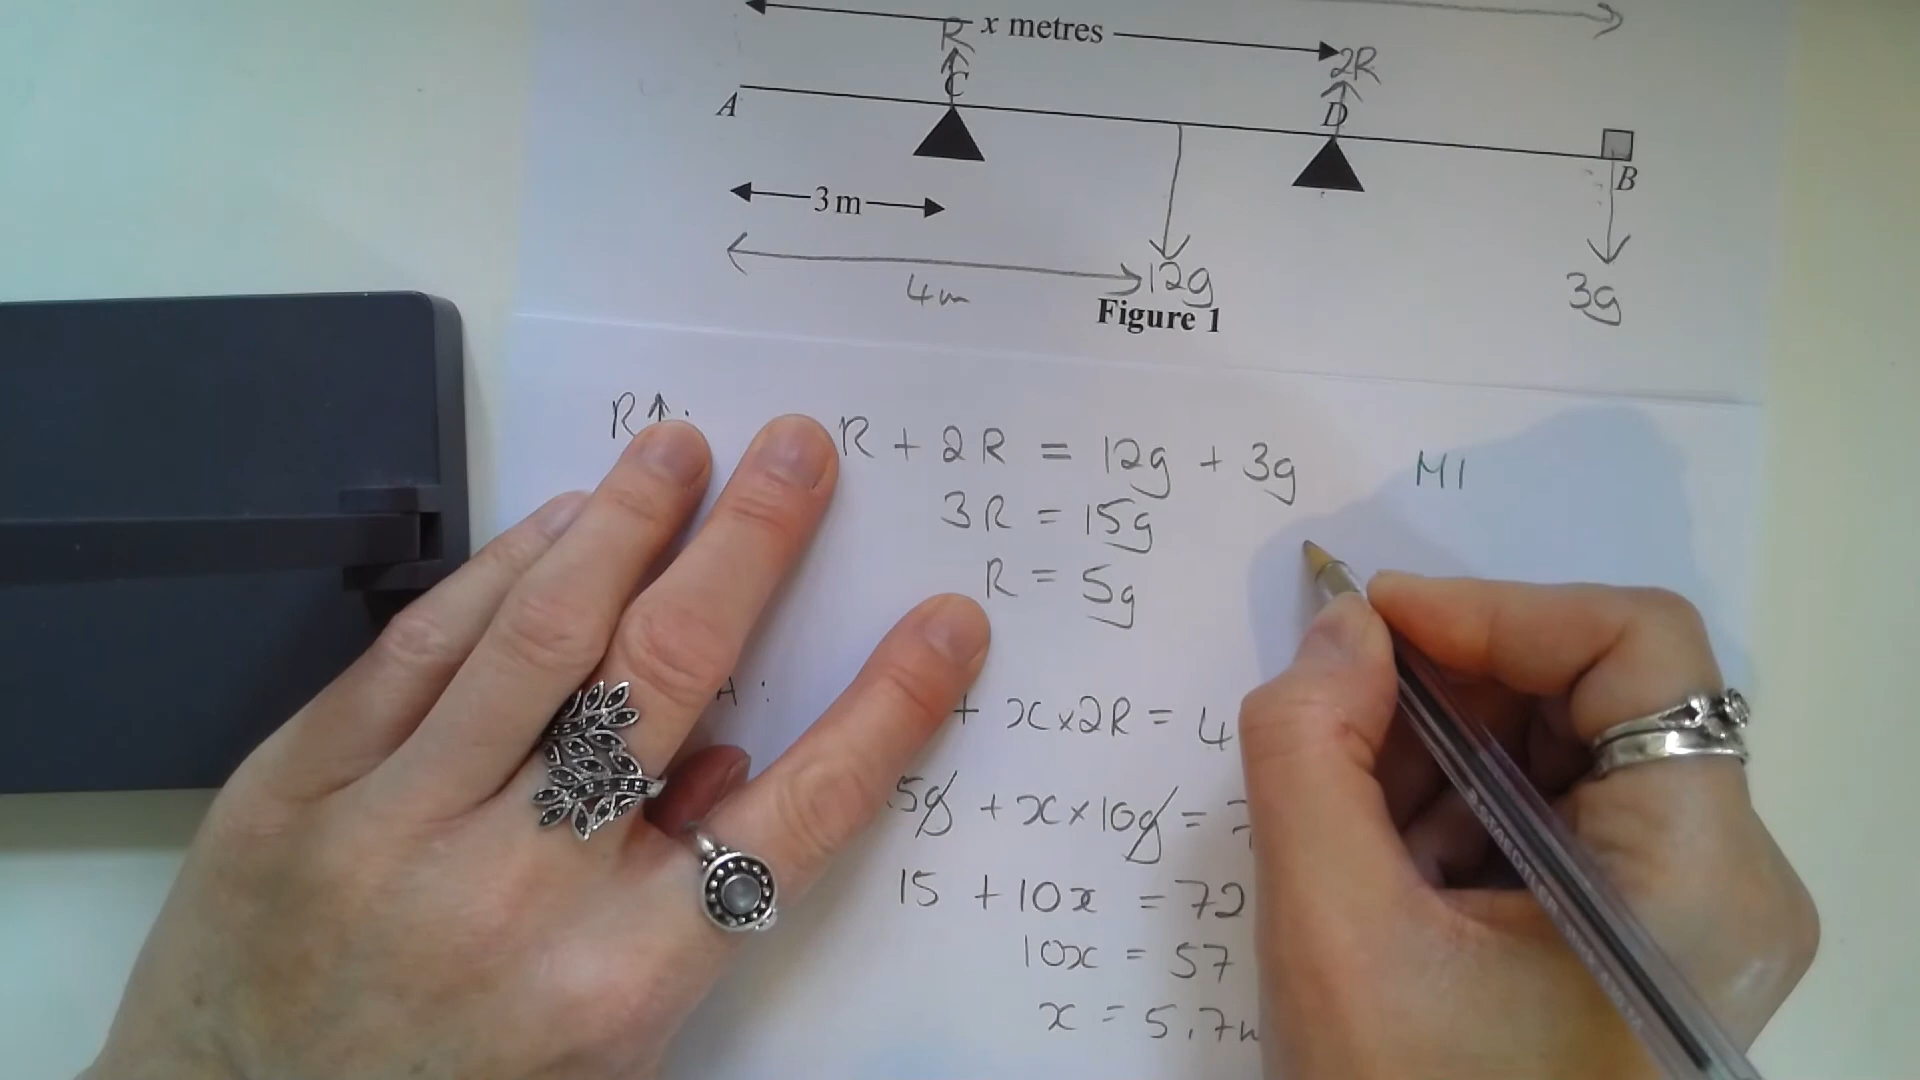 x metres
R
2R
C
A
D
B
3 m
4m
12g
3g
Figure 1
R↑:
R + 2R = 12g + 3g
M1
3R = 15g
R = 5g
A :
+ x × 2R = 4
5g + x × 10g =
15 + 10x = 72
10x = 57
x = 5.7